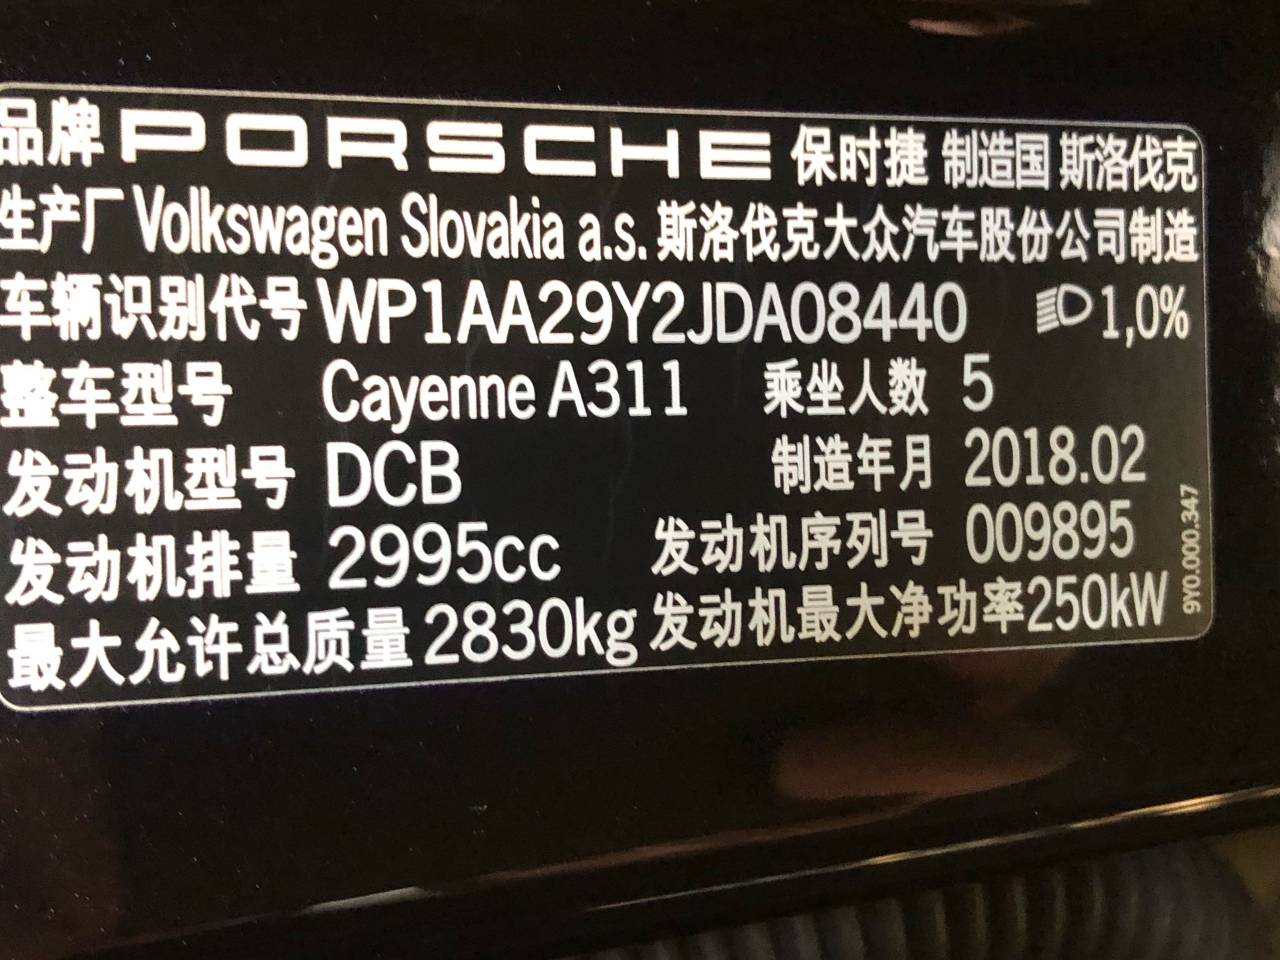 品牌 PORSCHE 保时捷 制造国 斯洛伐克
生产厂 Volkswagen Slovakia a.s. 斯洛伐克大众汽车股份公司制造
车辆识别代号 WP1AA29Y2JDA08440 1,0%
整车型号 Cayenne A311 乘坐人数 5
发动机型号 DCB 制造年月 2018.02
发动机排量 2995cc 发动机序列号 009895
最大允许总质量 2830kg 发动机最大净功率 250kW
9Y0.000.347